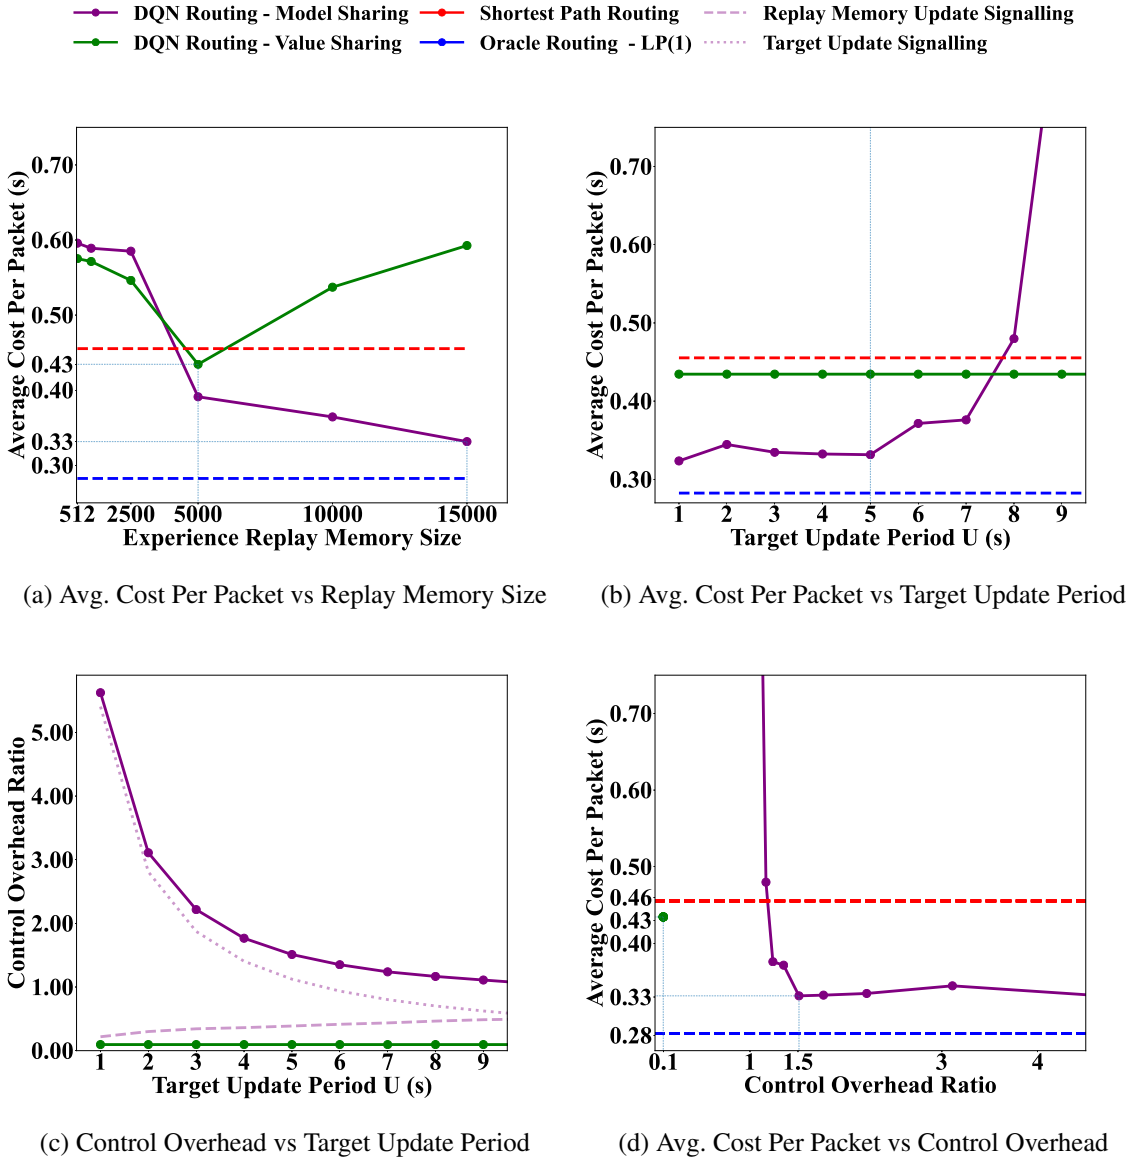 DQN Routing - Model Sharing
Shortest Path Routing
Replay Memory Update Signalling
DQN Routing - Value Sharing
Oracle Routing - LP(1)
Target Update Signalling
Average Cost Per Packet (s)
0.70
0.60
0.50
0.43
0.40
0.33
0.30
512 2500 5000 10000 15000
Experience Replay Memory Size
(a) Avg. Cost Per Packet vs Replay Memory Size
Average Cost Per Packet (s)
0.70
0.60
0.50
0.40
0.30
1 2 3 4 5 6 7 8 9
Target Update Period U (s)
(b) Avg. Cost Per Packet vs Target Update Period
Control Overhead Ratio
5.00
4.00
3.00
2.00
1.00
0.00
1 2 3 4 5 6 7 8 9
Target Update Period U (s)
(c) Control Overhead vs Target Update Period
Average Cost Per Packet (s)
0.70
0.60
0.50
0.46
0.43
0.40
0.33
0.28
0.1 1 1.5 3 4
Control Overhead Ratio
(d) Avg. Cost Per Packet vs Control Overhead